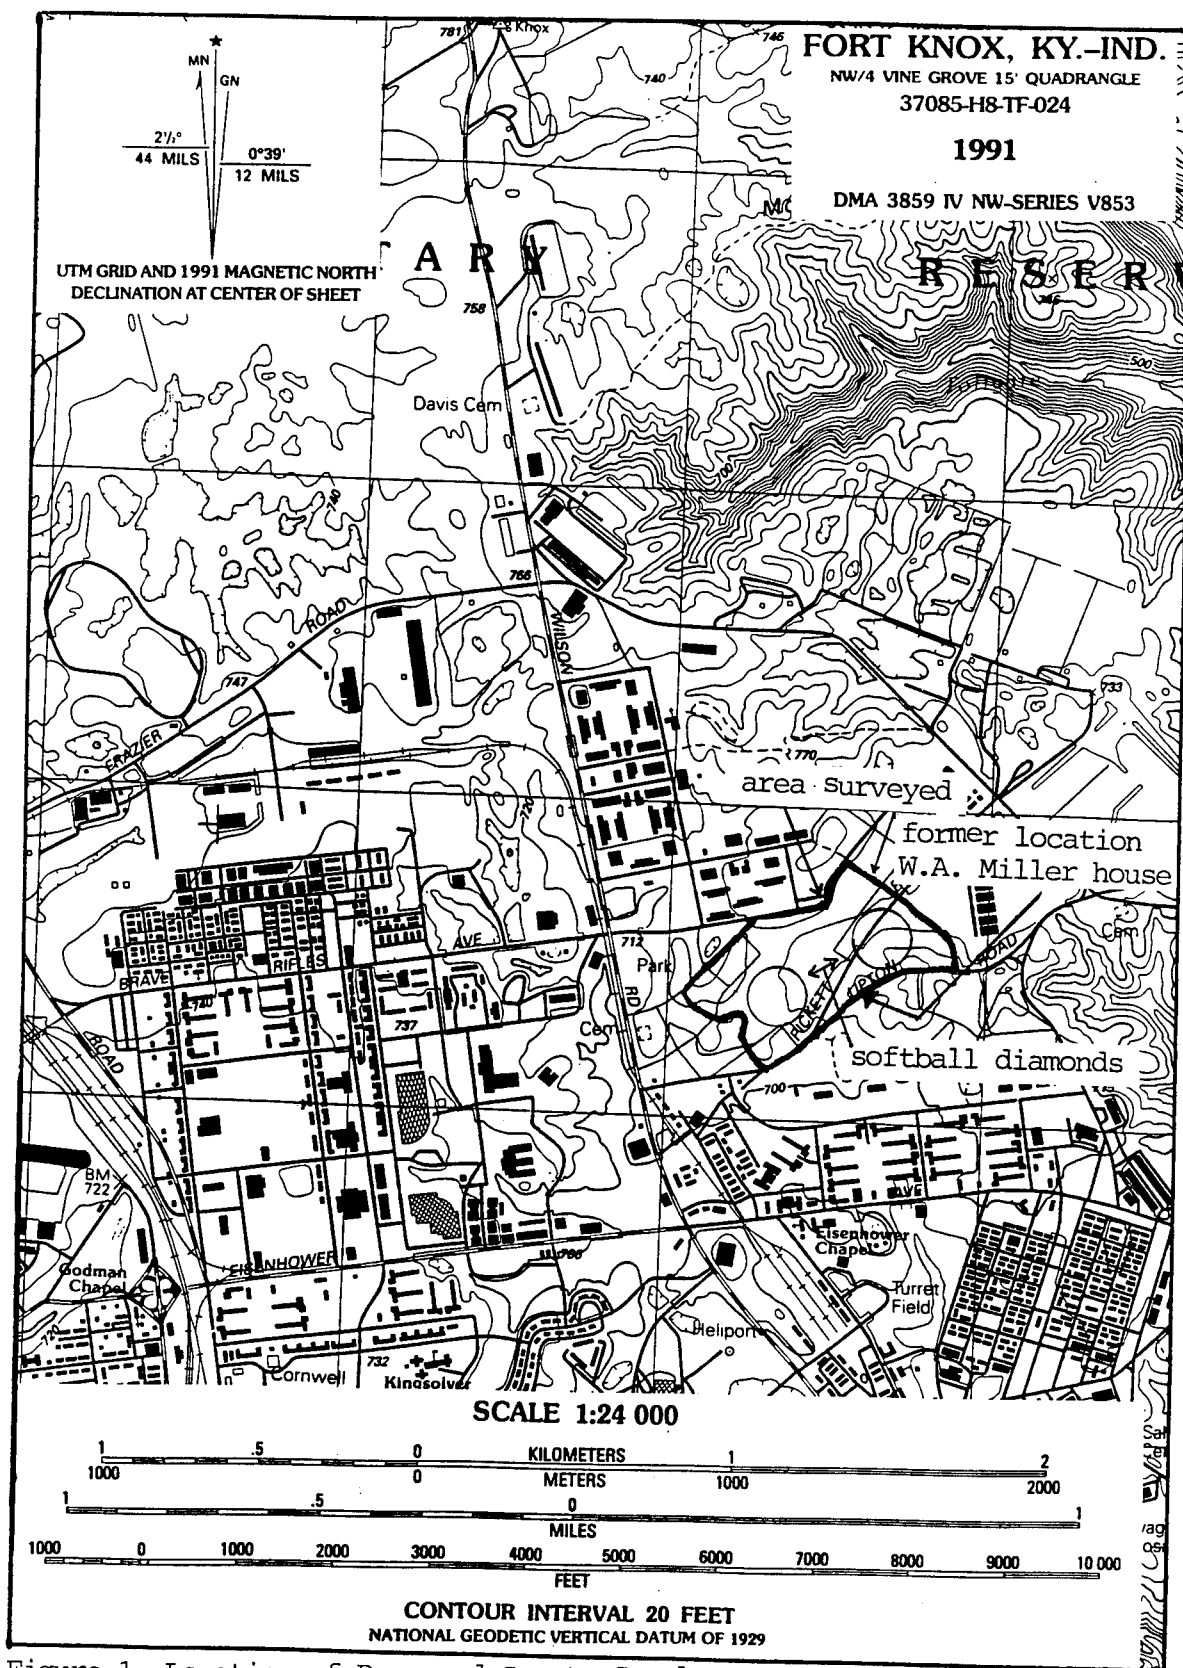 FORT KNOX, KY.-IND.
NW/4 VINE GROVE 15' QUADRANGLE
37085-H8-TF-024
1991
DMA 3859 IV NW-SERIES V853
MN
GN
2½°
44 MILS
0°39'
12 MILS
UTM GRID AND 1991 MAGNETIC NORTH
DECLINATION AT CENTER OF SHEET
781
Knox
746
740
ARY
RESER
758
500
Davis Cem
700
740
766
ROAD
WILSON
747
733
FRAZIER
770
area surveyed
720
former location
W.A. Miller house
712
AVE
Park
Cem
ROAD
BRAVE
RIFLES
740
737
RD
PICKETT
UPTON
Cem
ROAD
softball diamonds
700
BM
722
AVE
Eisenhower
Chapel
EISENHOWER
Godman
Chapel
Turret
Field
Heliport
720
732
Cornwell
Kingsolver
SCALE 1:24 000
1 .5 0 KILOMETERS 1 2
1000 0 METERS 1000 2000
1 .5 0 1
MILES
1000 0 1000 2000 3000 4000 5000 6000 7000 8000 9000 10 000
FEET
CONTOUR INTERVAL 20 FEET
NATIONAL GEODETIC VERTICAL DATUM OF 1929